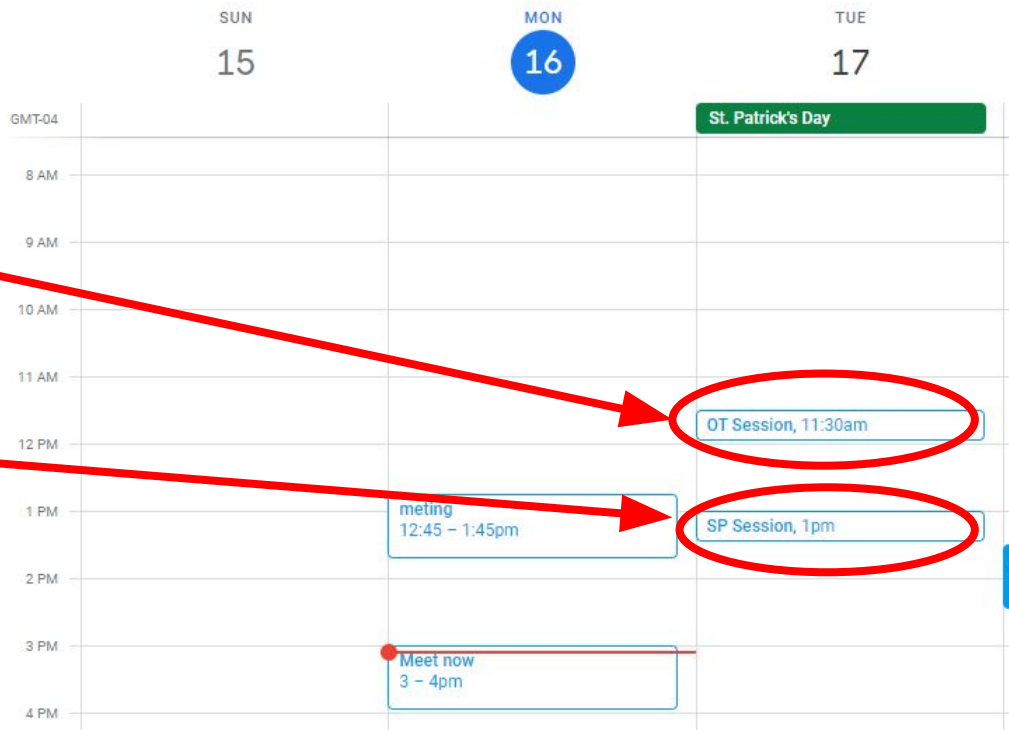 SUN
MON
TUE
15
16
17
GMT-04
St. Patrick's Day
8 AM
9 AM
10 AM
11 AM
OT Session, 11:30am
12 PM
1 PM
meting
12:45 – 1:45pm
SP Session, 1pm
2 PM
3 PM
Meet now
3 – 4pm
4 PM